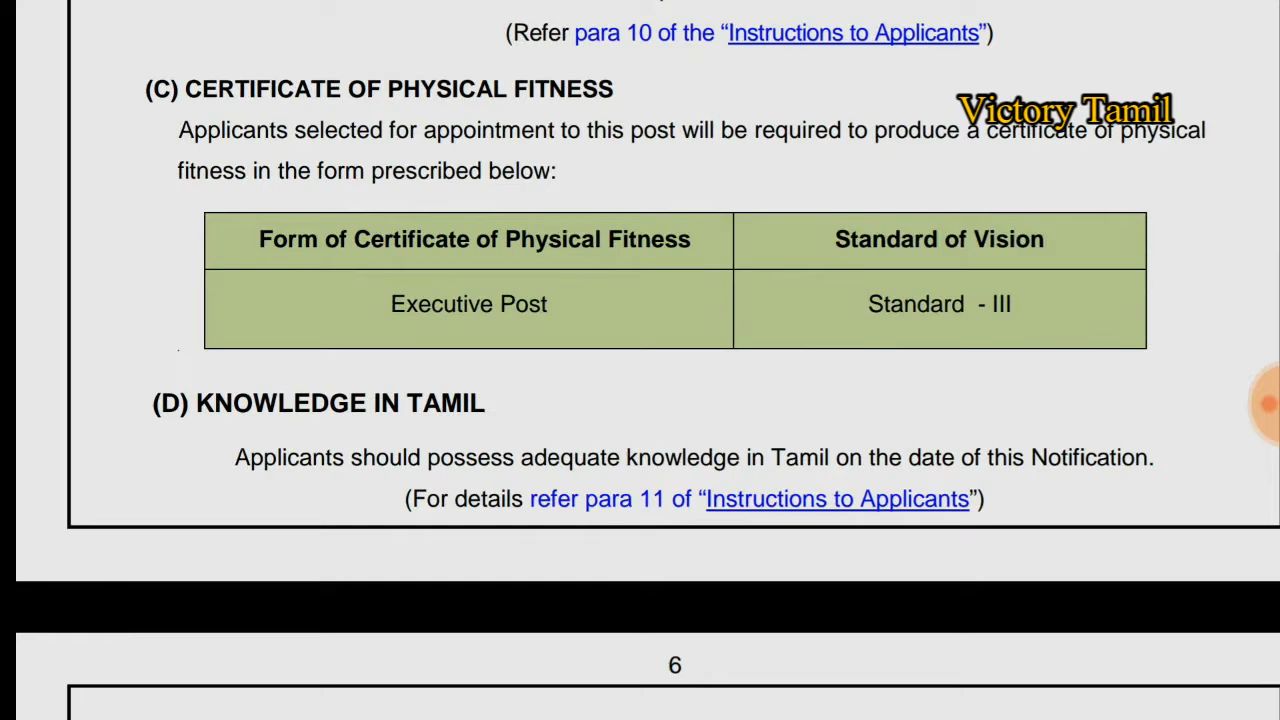 (Refer para 10 of the “Instructions to Applicants”)
(C) CERTIFICATE OF PHYSICAL FITNESS
Victory Tamil
Applicants selected for appointment to this post will be required to produce a certificate of physical
fitness in the form prescribed below:
Form of Certificate of Physical Fitness Standard of Vision
Executive Post Standard - III
(D) KNOWLEDGE IN TAMIL
Applicants should possess adequate knowledge in Tamil on the date of this Notification.
(For details refer para 11 of “Instructions to Applicants”)
6